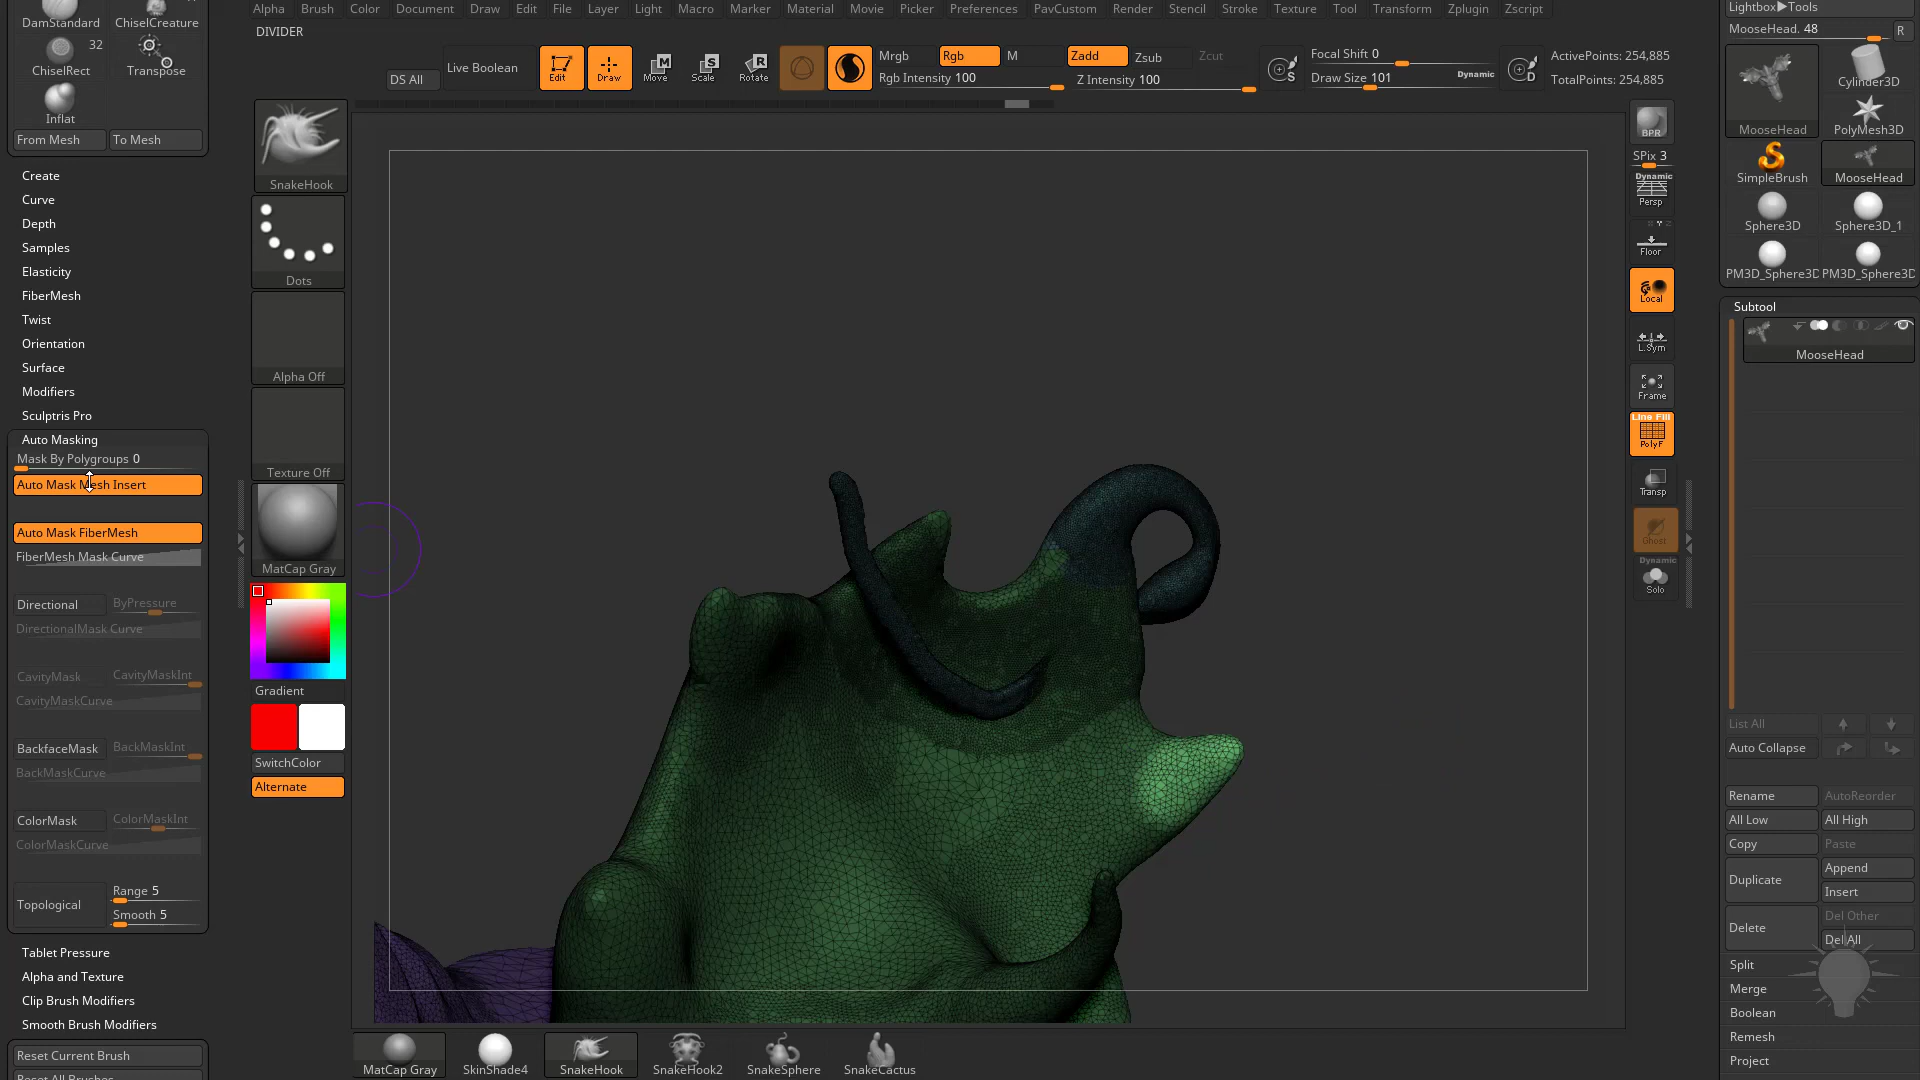 Alpha Brush Color Document Draw Edit File Layer Light Macro Marker Material Movie Picker Preferences PavCustom Render Stencil Stroke Texture Tool Transform Zplugin Zscript
DIVIDER
DamStandard ChiselCreature
32
ChiselRect Transpose
Inflat
From Mesh To Mesh
Create
Curve
Depth
Samples
Elasticity
FiberMesh
Twist
Orientation
Surface
Modifiers
Sculptris Pro
Auto Masking
Mask By Polygroups 0
Auto Mask Mesh Insert
Auto Mask FiberMesh
FiberMesh Mask Curve
Directional ByPressure
DirectionalMask Curve
CavityMask CavityMaskInt
CavityMaskCurve
BackfaceMask BackMaskInt
BackMaskCurve
ColorMask ColorMaskInt
ColorMaskCurve
Topological Range 5
Smooth 5
Tablet Pressure
Alpha and Texture
Clip Brush Modifiers
Smooth Brush Modifiers
Reset Current Brush
Reset All Brushes
DS All Live Boolean Edit Draw Move Scale Rotate
M S R
Mrgb Rgb M Zadd Zsub Zcut
Rgb Intensity 100 Z Intensity 100
S
Focal Shift 0
Draw Size 101 Dynamic
D
ActivePoints: 254,885
TotalPoints: 254,885
SnakeHook
Dots
Alpha Off
Texture Off
MatCap Gray
Gradient
SwitchColor
Alternate
BPR
SPix 3
Dynamic
Persp
Floor
Local
L.Sym
Frame
Line Fill
PolyF
Transp
Ghost
Dynamic
Solo
MatCap Gray SkinShade4 SnakeHook SnakeHook2 SnakeSphere SnakeCactus
Lightbox▶Tools
MooseHead. 48 R
Cylinder3D
MooseHead PolyMesh3D
SimpleBrush MooseHead
Sphere3D Sphere3D_1
PM3D_Sphere3D PM3D_Sphere3D
Subtool
MooseHead
List All
Auto Collapse
Rename AutoReorder
All Low All High
Copy Paste
Duplicate Append
Insert
Delete Del Other
Del All
Split
Merge
Boolean
Remesh
Project